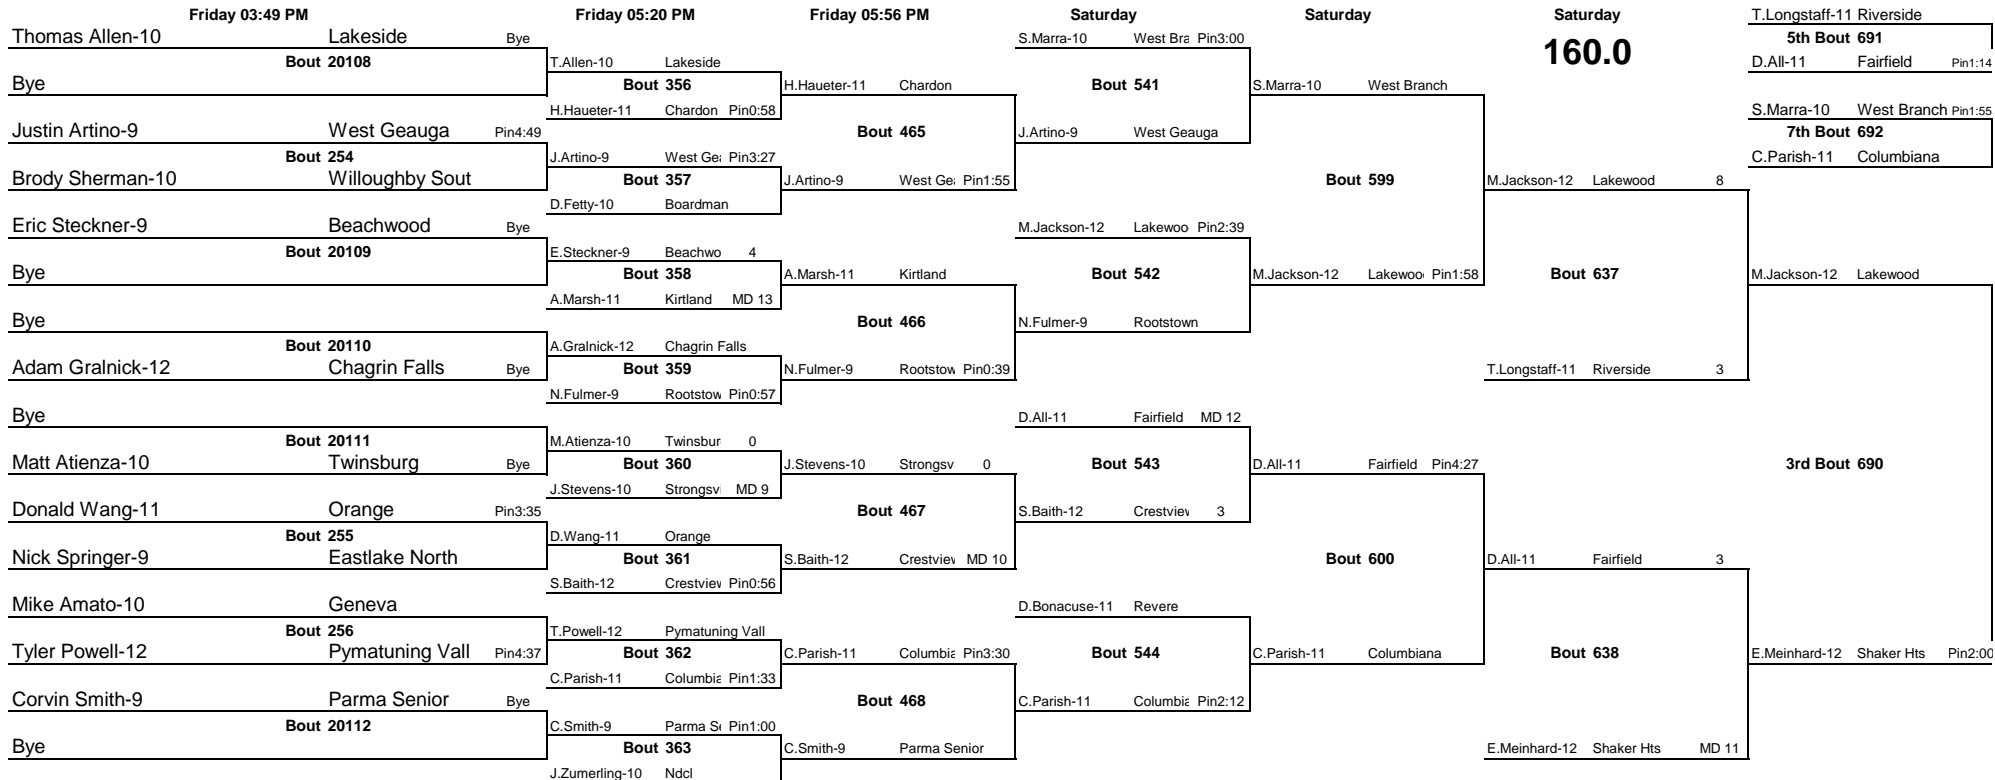 Friday 03:49 PM Friday 05:20 PM Friday 05:56 PM Saturday Saturday Saturday
160.0
Thomas Allen-10 Lakeside Bye
Bout 20108
Bye
Justin Artino-9 West Geauga Pin4:49
Bout 254
Brody Sherman-10 Willoughby Sout
Eric Steckner-9 Beachwood Bye
Bout 20109
Bye
Bye
Bout 20110
Adam Gralnick-12 Chagrin Falls Bye
Bye
Bout 20111
Matt Atienza-10 Twinsburg Bye
Donald Wang-11 Orange Pin3:35
Bout 255
Nick Springer-9 Eastlake North
Mike Amato-10 Geneva
Bout 256
Tyler Powell-12 Pymatuning Vall Pin4:37
Corvin Smith-9 Parma Senior Bye
Bout 20112
Bye
T.Allen-10 Lakeside
Bout 356
H.Haueter-11 Chardon Pin0:58
J.Artino-9 West Gea Pin3:27
Bout 357
D.Fetty-10 Boardman
E.Steckner-9 Beachwo 4
Bout 358
A.Marsh-11 Kirtland MD 13
A.Gralnick-12 Chagrin Falls
Bout 359
N.Fulmer-9 Rootstow Pin0:57
M.Atienza-10 Twinsbur 0
Bout 360
J.Stevens-10 Strongsvi MD 9
D.Wang-11 Orange
Bout 361
S.Baith-12 Crestview Pin0:56
T.Powell-12 Pymatuning Vall
Bout 362
C.Parish-11 Columbia Pin1:33
C.Smith-9 Parma Se Pin1:00
Bout 363
J.Zumerling-10 Ndcl
H.Haueter-11 Chardon
Bout 465
J.Artino-9 West Gea Pin1:55
A.Marsh-11 Kirtland
Bout 466
N.Fulmer-9 Rootstow Pin0:39
J.Stevens-10 Strongsv 0
Bout 467
S.Baith-12 Crestview MD 10
C.Parish-11 Columbia Pin3:30
Bout 468
C.Smith-9 Parma Senior
S.Marra-10 West Bra Pin3:00
Bout 541
J.Artino-9 West Geauga
M.Jackson-12 Lakewoo Pin2:39
Bout 542
N.Fulmer-9 Rootstown
D.All-11 Fairfield MD 12
Bout 543
S.Baith-12 Crestview 3
D.Bonacuse-11 Revere
Bout 544
C.Parish-11 Columbia Pin2:12
S.Marra-10 West Branch
Bout 599
M.Jackson-12 Lakewood Pin1:58
D.All-11 Fairfield Pin4:27
Bout 600
C.Parish-11 Columbiana
M.Jackson-12 Lakewood 8
Bout 637
T.Longstaff-11 Riverside 3
D.All-11 Fairfield 3
Bout 638
E.Meinhard-12 Shaker Hts MD 11
T.Longstaff-11 Riverside
5th Bout 691
D.All-11 Fairfield Pin1:14
S.Marra-10 West Branch Pin1:55
7th Bout 692
C.Parish-11 Columbiana
M.Jackson-12 Lakewood
3rd Bout 690
E.Meinhard-12 Shaker Hts Pin2:00